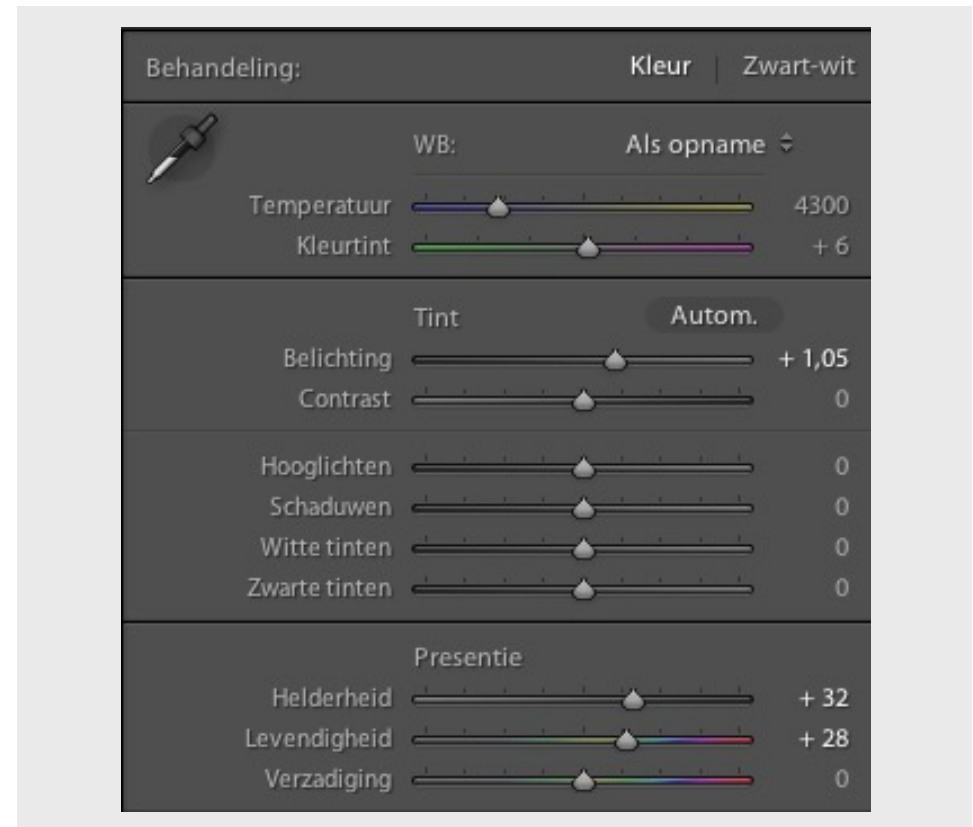 Behandeling: Kleur | Zwart-wit
WB: Als opname
Temperatuur 4300
Kleurtint + 6
Tint Autom.
Belichting + 1,05
Contrast 0
Hooglichten 0
Schaduwen 0
Witte tinten 0
Zwarte tinten 0
Presentie
Helderheid + 32
Levendigheid + 28
Verzadiging 0